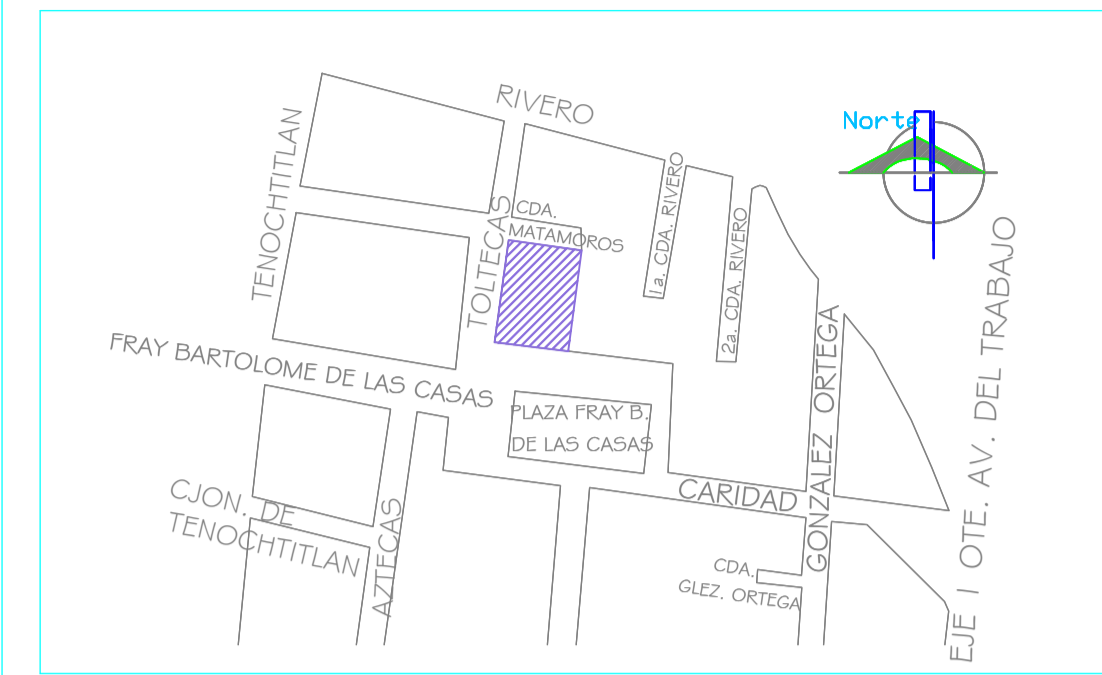 RIVERO
Norte
TENOCHTITLAN
1a. CDA. RIVERO
CDA.
MATAMOROS
TOLTECAS
2a. CDA. RIVERO
EJE 1 OTE. AV. DEL TRABAJO
GONZALEZ ORTEGA
FRAY BARTOLOME DE LAS CASAS
PLAZA FRAY B.
DE LAS CASAS
CJON. DE
TENOCHTITLAN
CARIDAD
AZTECAS
CDA.
GLEZ. ORTEGA